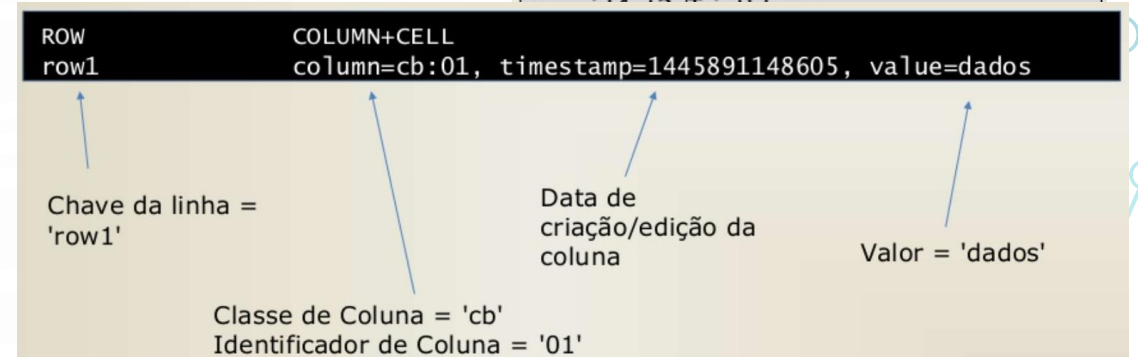 ROW COLUMN+CELL
row1 column=cb:01, timestamp=1445891148605, value=dados
Chave da linha =
'row1'
Data de
criação/edição da
coluna
Valor = 'dados'
Classe de Coluna = 'cb'
Identificador de Coluna = '01'